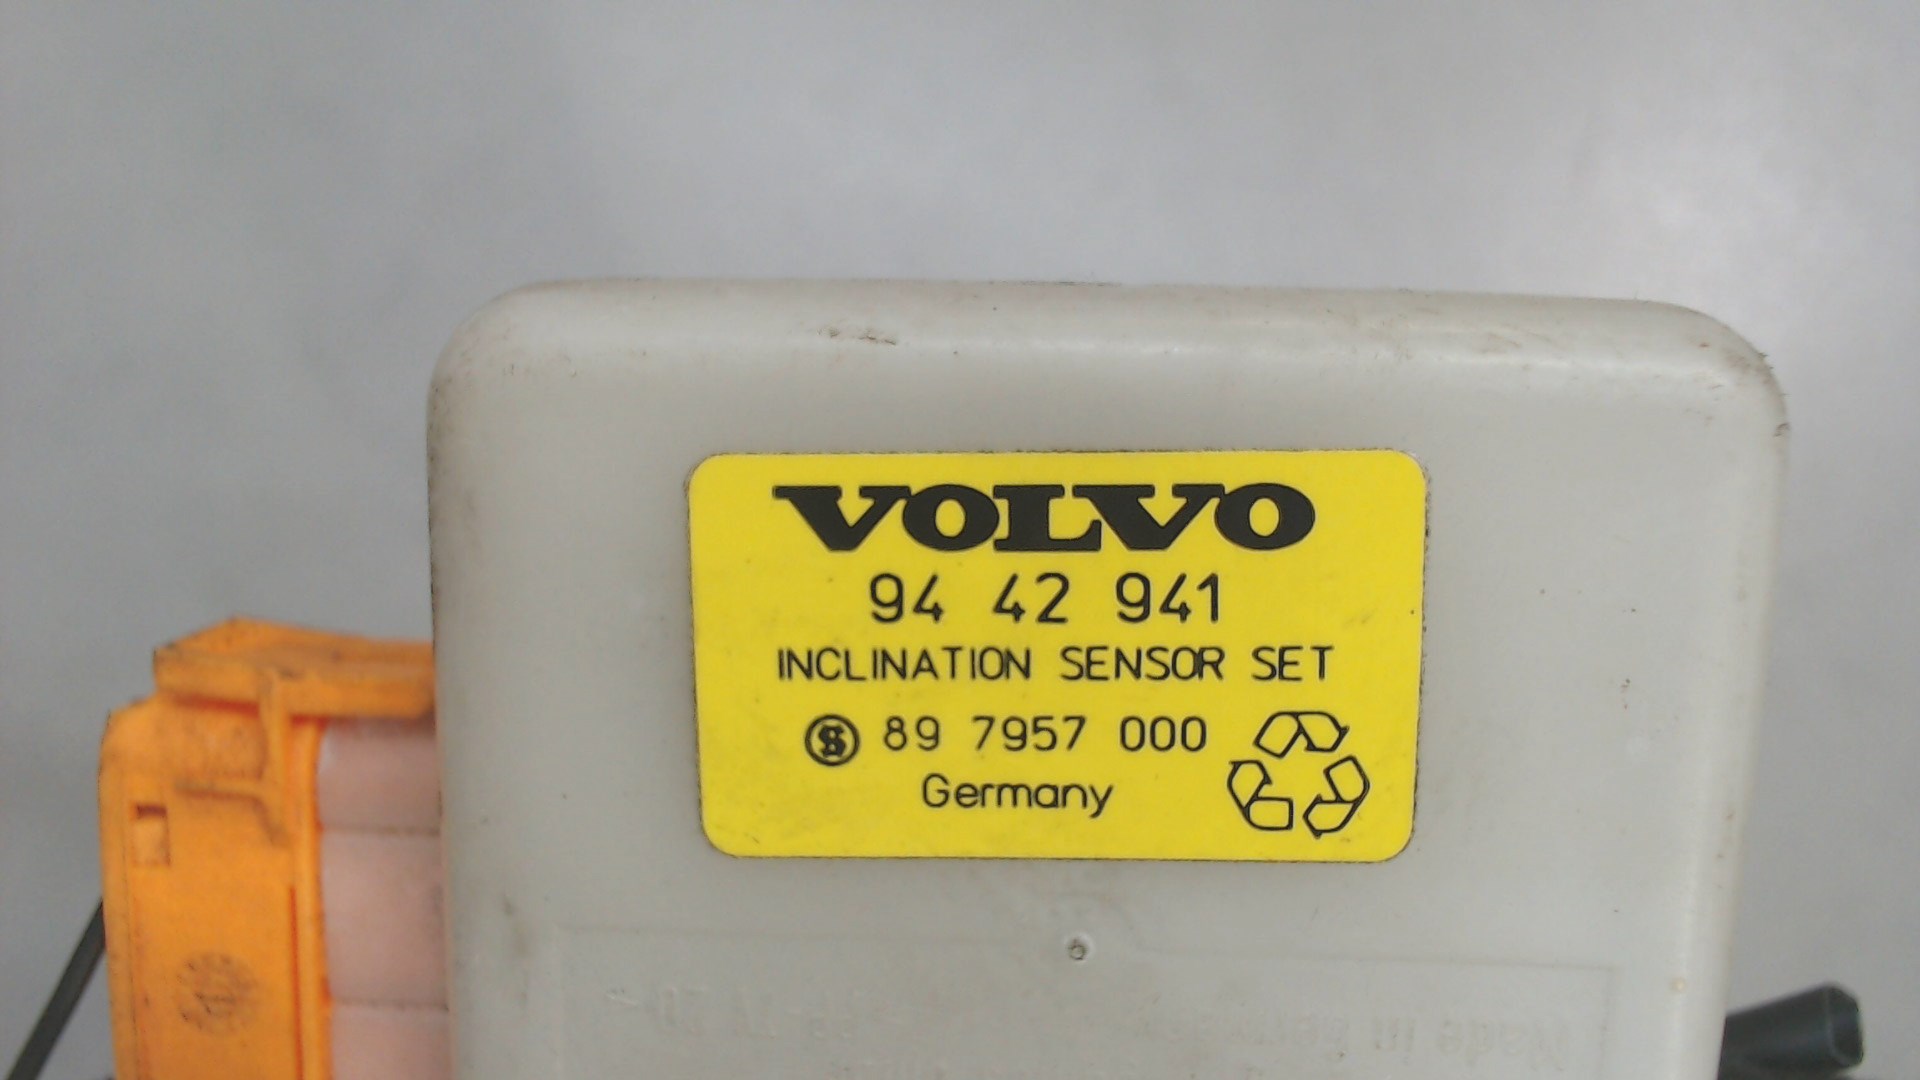 VOLVO
94 42 941
INCLINATION SENSOR SET
89 7957 000
Germany